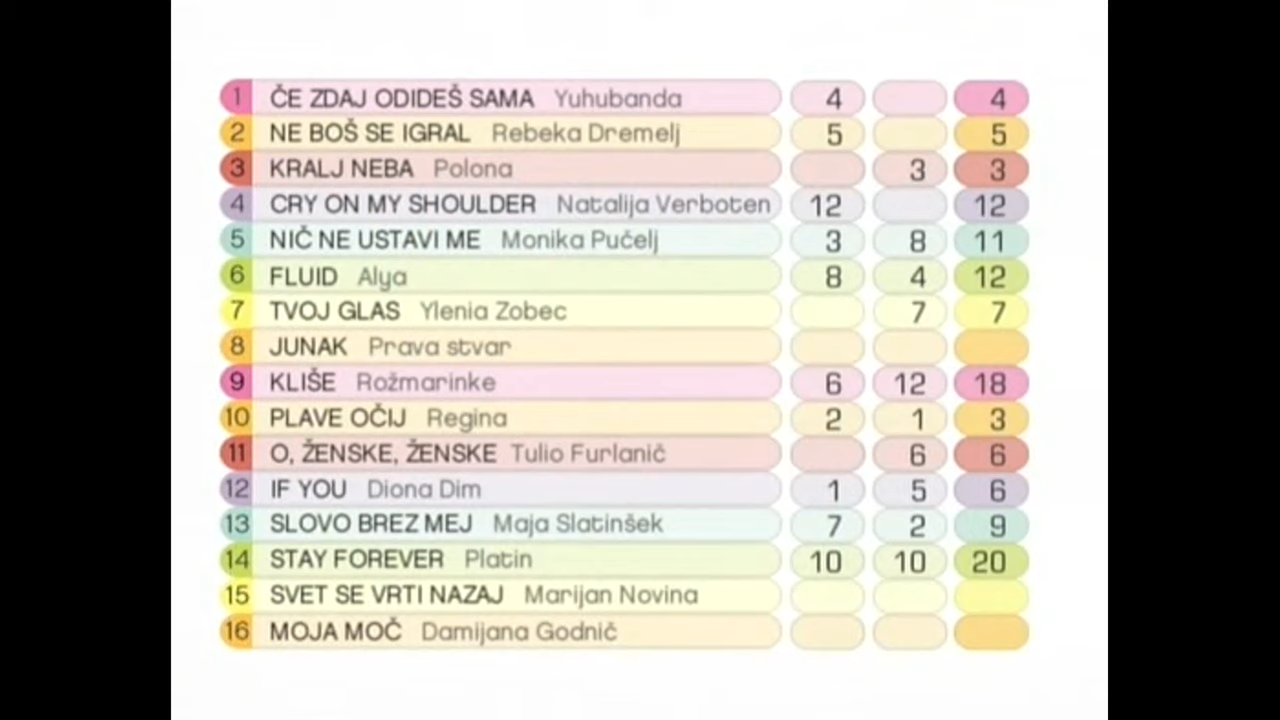 1 ČE ZDAJ ODIDEŠ SAMA Yuhubanda 4 4
2 NE BOŠ SE IGRAL Rebeka Dremelj 5 5
3 KRALJ NEBA Polona 3 3
4 CRY ON MY SHOULDER Natalija Verboten 12 12
5 NIČ NE USTAVI ME Monika Pučelj 3 8 11
6 FLUID Alya 8 4 12
7 TVOJ GLAS Ylenia Zobec 7 7
8 JUNAK Prava stvar
9 KLIŠE Rožmarinke 6 12 18
10 PLAVE OČIJ Regina 2 1 3
11 O, ŽENSKE, ŽENSKE Tulio Furlanič 6 6
12 IF YOU Diona Dim 1 5 6
13 SLOVO BREZ MEJ Maja Slatinšek 7 2 9
14 STAY FOREVER Platin 10 10 20
15 SVET SE VRTI NAZAJ Marijan Novina
16 MOJA MOČ Damijana Godnič